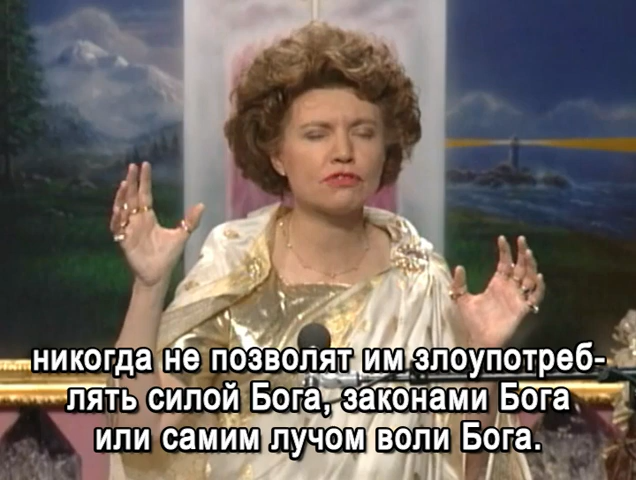 никогда не позволят им злоупотреб-
лять силой Бога, законами Бога
или самим лучом воли Бога.